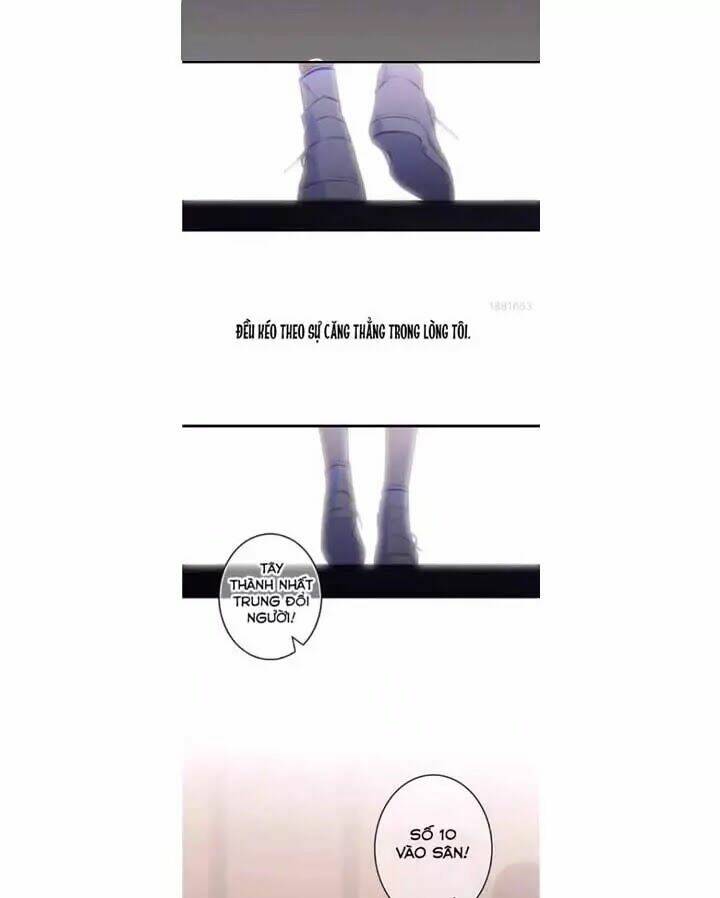 1881663
ĐỀU KÉO THEO SỰ CĂNG THẲNG TRONG LÒNG TÔI.
TÂY
THÀNH NHẤT
TRUNG ĐỔI
NGƯỜI!
SỐ 10
VÀO SÂN!